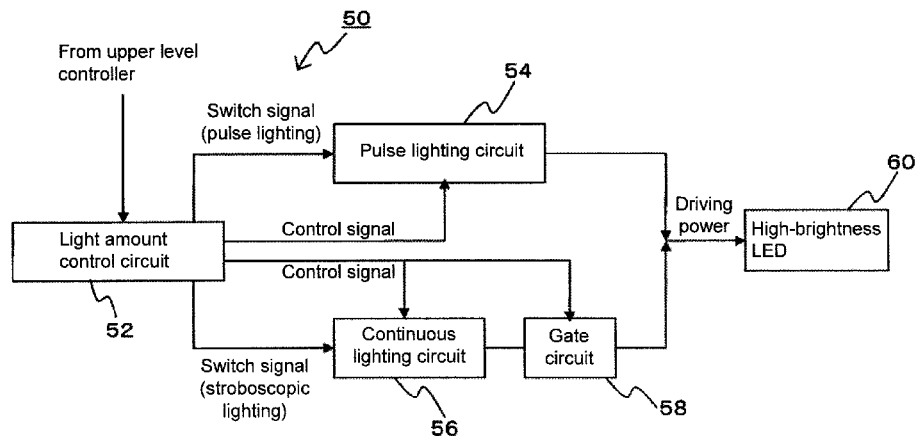 50
From upper level
controller
54
Switch signal
(pulse lighting)
Pulse lighting circuit
60
Driving
power
High-brightness
LED
Light amount
control circuit
Control signal
Control signal
52
Continuous
lighting circuit
Gate
circuit
Switch signal
(stroboscopic
lighting)
56
58